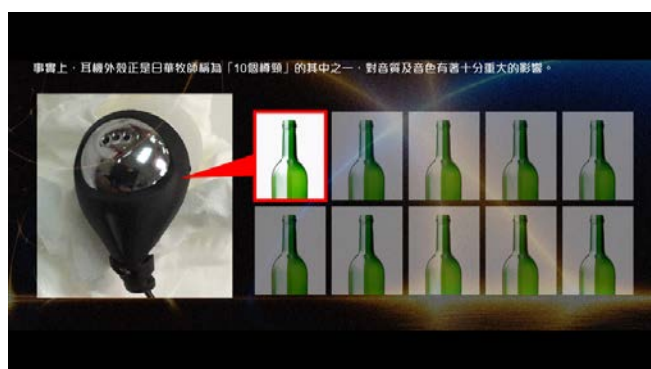 事實上，耳機外殼正是日華牧師稱為「10個樽頸」的其中之一，對音質及音色有著十分重大的影響。